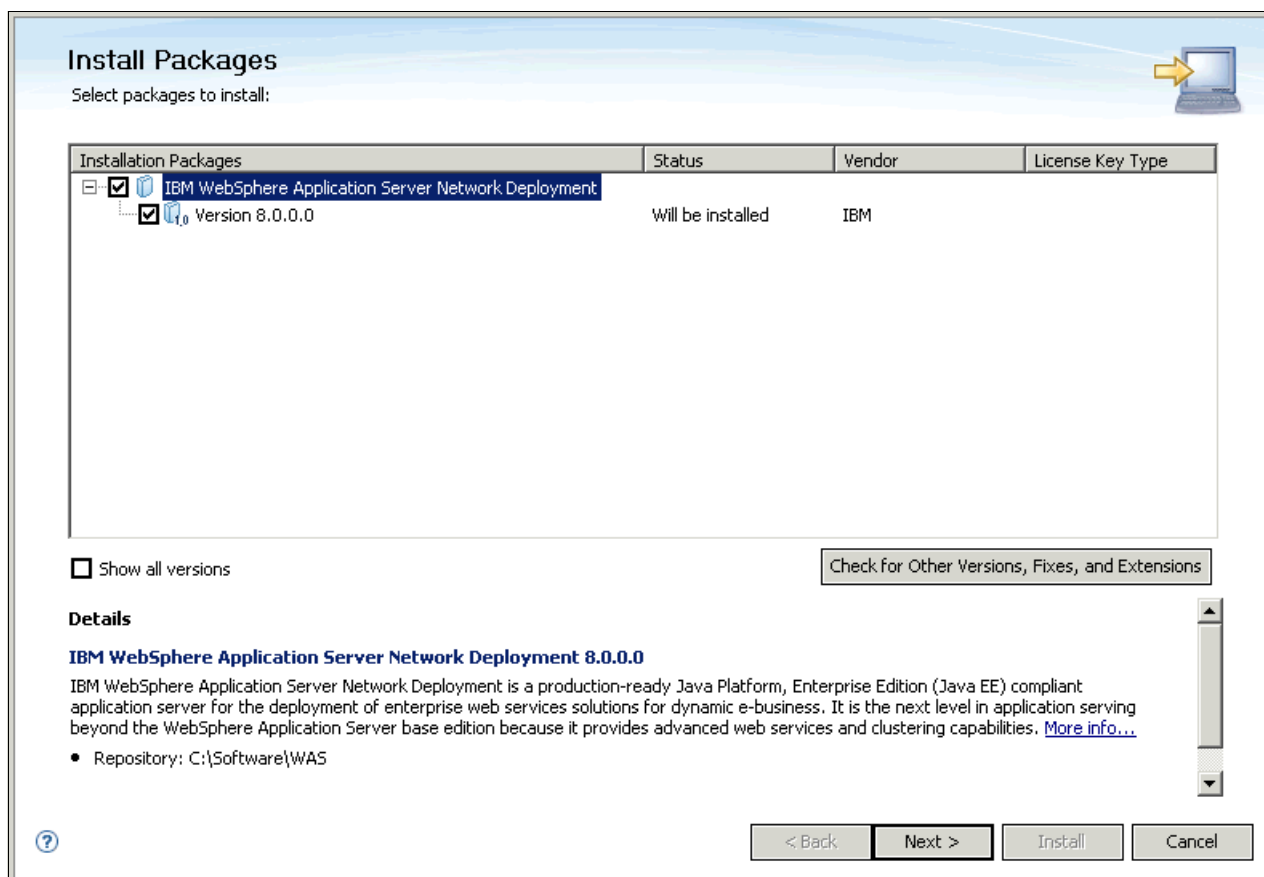 Install Packages
Select packages to install:
Installation Packages Status Vendor License Key Type
IBM WebSphere Application Server Network Deployment
1.0 Version 8.0.0.0 Will be installed IBM
Show all versions
Check for Other Versions, Fixes, and Extensions
Details
IBM WebSphere Application Server Network Deployment 8.0.0.0
IBM WebSphere Application Server Network Deployment is a production-ready Java Platform, Enterprise Edition (Java EE) compliant
application server for the deployment of enterprise web services solutions for dynamic e-business. It is the next level in application serving
beyond the WebSphere Application Server base edition because it provides advanced web services and clustering capabilities. More info...
• Repository: C:\Software\WAS
? < Back Next > Install Cancel